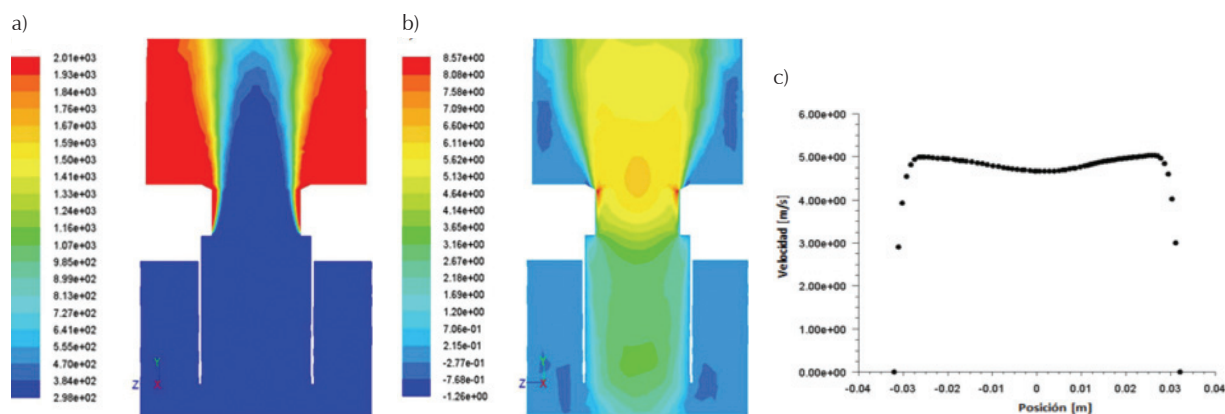 a)
2.01e+03
1.93e+03
1.84e+03
1.76e+03
1.67e+03
1.59e+03
1.50e+03
1.41e+03
1.33e+03
1.24e+03
1.16e+03
1.07e+03
9.85e+02
8.99e+02
8.13e+02
7.27e+02
6.41e+02
5.55e+02
4.70e+02
3.84e+02
2.98e+02
Y
Z X
b)
8.57e+00
8.08e+00
7.58e+00
7.09e+00
6.60e+00
6.11e+00
5.62e+00
5.13e+00
4.64e+00
4.14e+00
3.65e+00
3.16e+00
2.67e+00
2.18e+00
1.69e+00
1.20e+00
7.06e-01
2.15e-01
-2.77e-01
-7.68e-01
-1.26e+00
Y
Z X
c)
6.00e+00
5.00e+00
4.00e+00
3.00e+00
2.00e+00
1.00e+00
0.00e+00
Velocidad [m/s]
-0.04 -0.03 -0.02 -0.01 0 0.01 0.02 0.03 0.04
Posición [m]